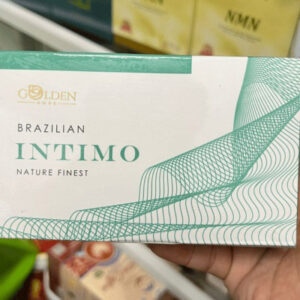 NMN
GOLDEN
BRAZILIAN
INTIMO
NATURE FINEST